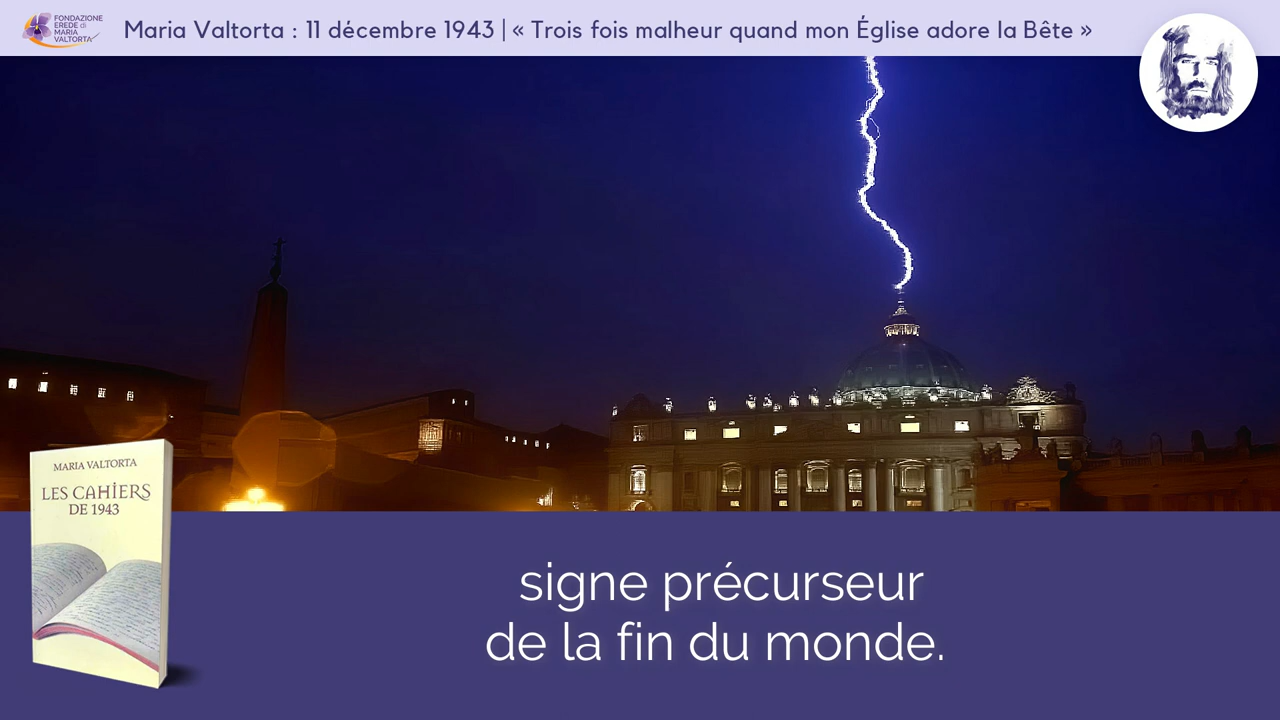 FONDAZIONE
EREDE di
MARIA
VALTORTA
Maria Valtorta : 11 décembre 1943 | « Trois fois malheur quand mon Église adore la Bête »
MARIA VALTORTA
LES CAHIERS
DE 1943
signe précurseur
de la fin du monde.